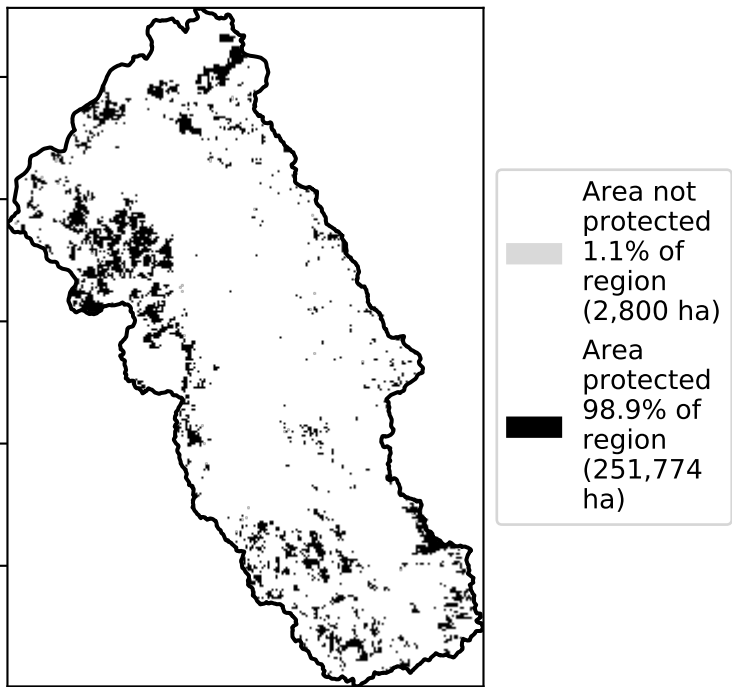 Area not
protected
1.1% of
region
(2,800 ha)
Area
protected
98.9% of
region
(251,774
ha)